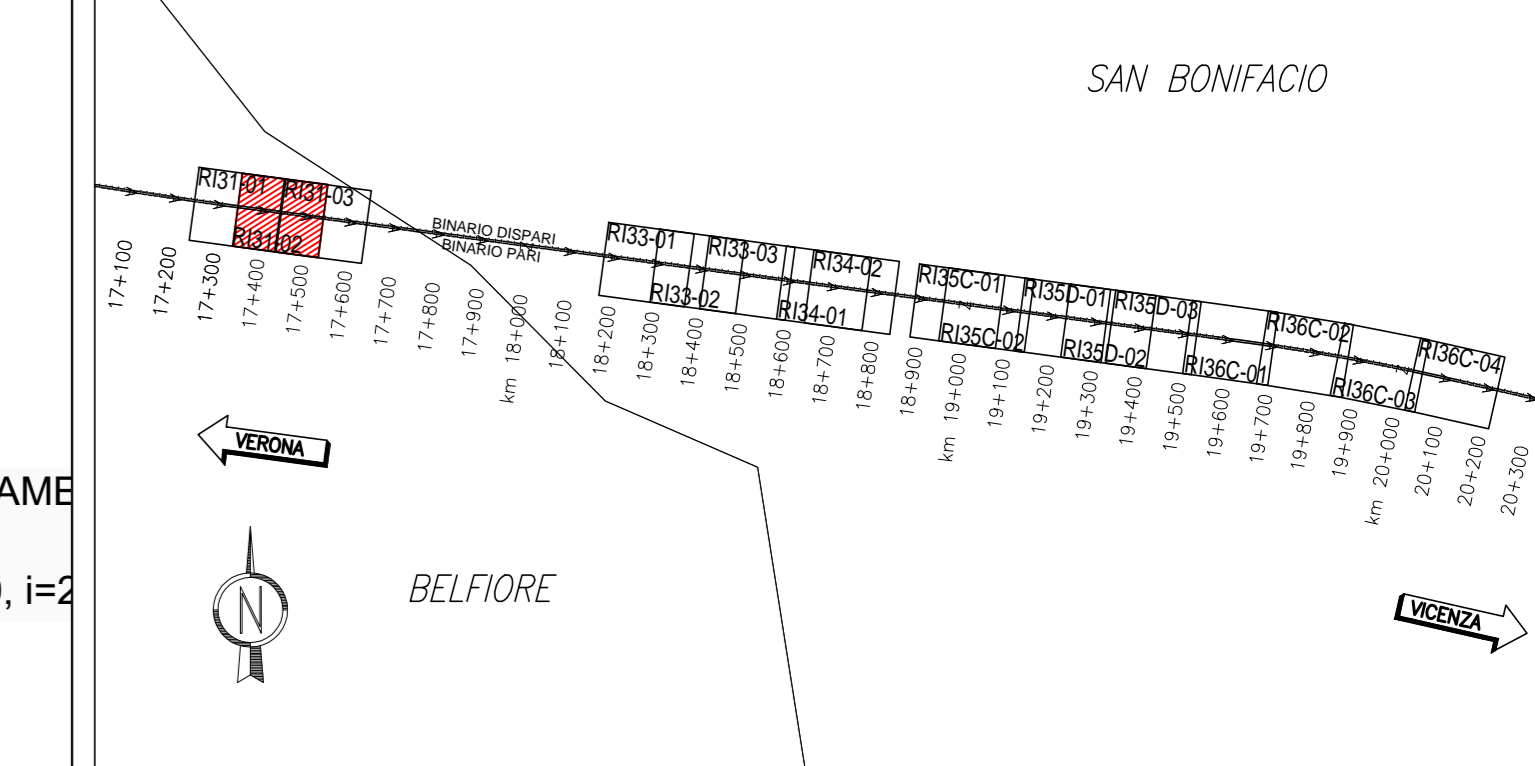 SAN BONIFACIO
RI31-01
RI31-03
RI31-02
BINARIO DISPARI
BINARIO PARI
RI33-01
RI33-03
RI34-02
RI33-02
RI34-01
RI35C-01
RI35D-01
RI35D-03
RI36C-02
RI36C-04
RI35C-02
RI35D-02
RI36C-01
RI36C-03
17+100
17+200
17+300
17+400
17+500
17+600
17+700
17+800
17+900
km 18+000
18+100
18+200
18+300
18+400
18+500
18+600
18+700
18+800
18+900
km 19+000
19+100
19+200
19+300
19+400
19+500
19+600
19+700
19+800
19+900
km 20+000
20+100
20+200
20+300
VERONA
AME
, i=2
N
BELFIORE
VICENZA